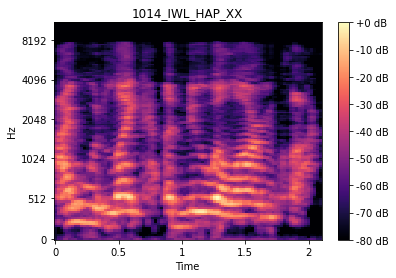 1014_IWL_HAP_XX
+0 dB
8192
-10 dB
4096
-20 dB
-30 dB
2048
Hz
-40 dB
1024
-50 dB
512
-60 dB
-70 dB
0
-80 dB
0 0.5 1 1.5 2
Time